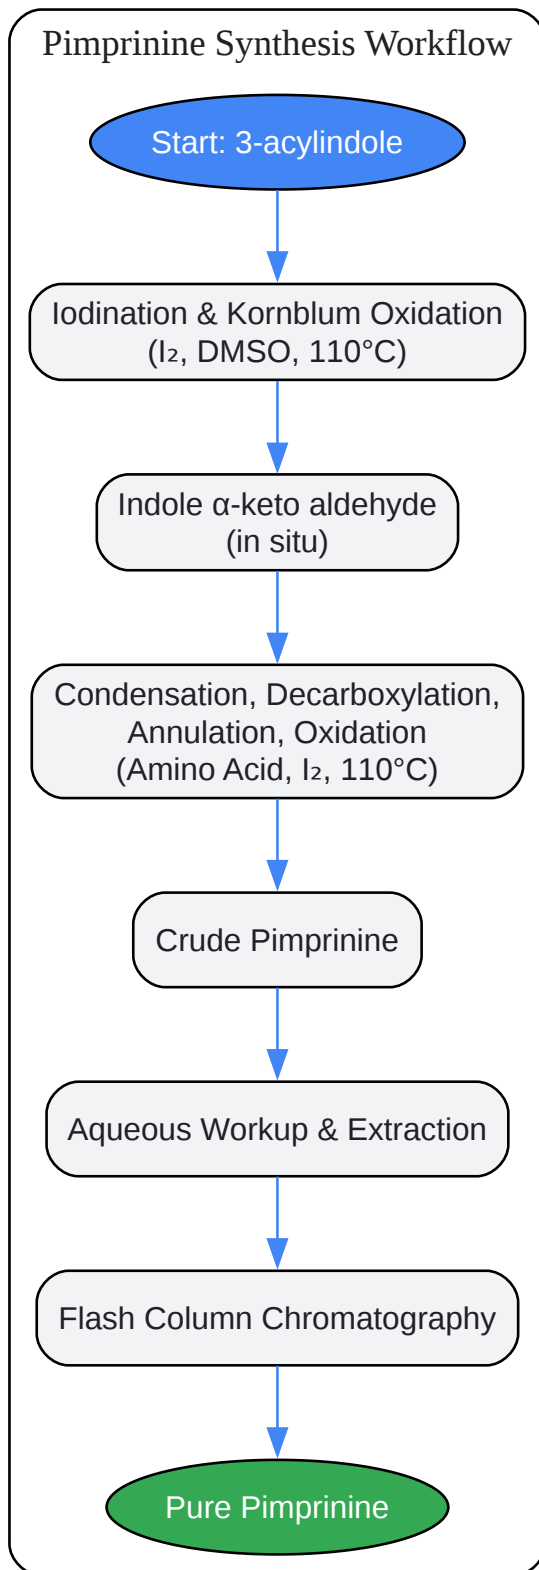 Pimprinine Synthesis Workflow
Start: 3-acylindole
Iodination & Kornblum Oxidation
(I₂, DMSO, 110°C)
Indole α-keto aldehyde
(in situ)
Condensation, Decarboxylation,
Annulation, Oxidation
(Amino Acid, I₂, 110°C)
Crude Pimprinine
Aqueous Workup & Extraction
Flash Column Chromatography
Pure Pimprinine